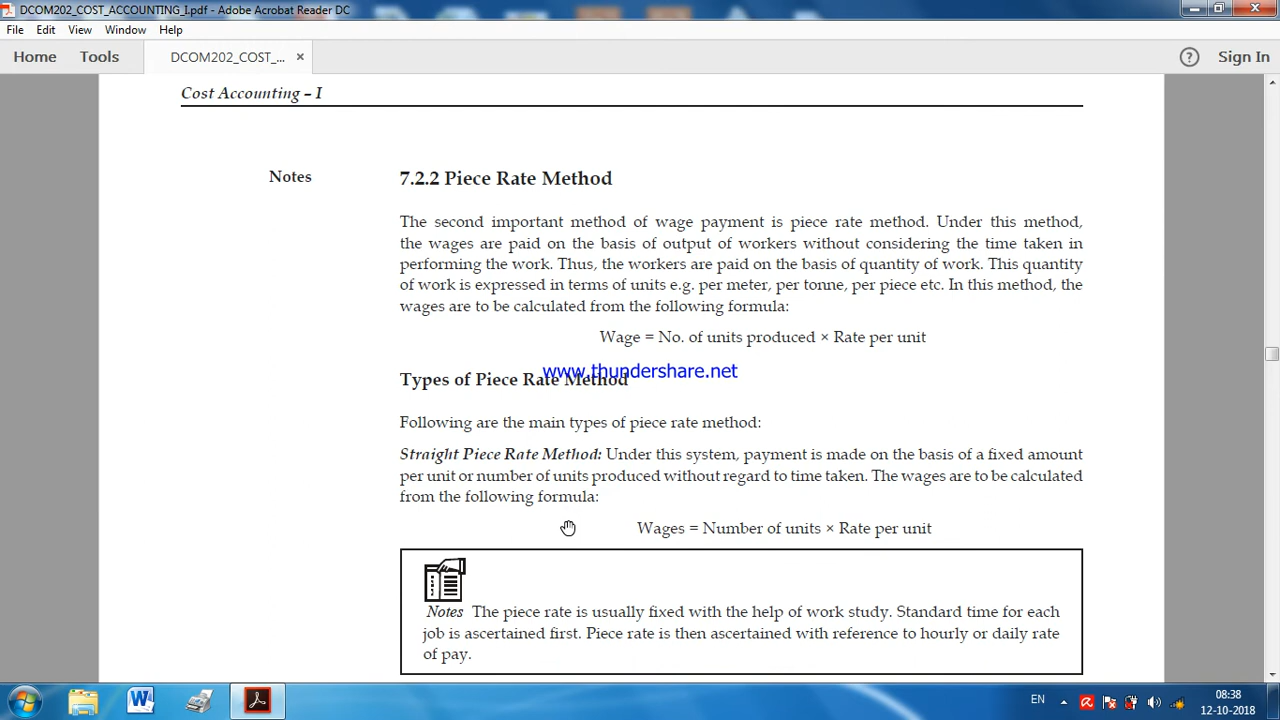 DCOM202_COST_ACCOUNTING_I.pdf - Adobe Acrobat Reader DC
File Edit View Window Help
Home Tools DCOM202_COST_... × ? Sign In
Cost Accounting – I
Notes
7.2.2 Piece Rate Method
The second important method of wage payment is piece rate method. Under this method,
the wages are paid on the basis of output of workers without considering the time taken in
performing the work. Thus, the workers are paid on the basis of quantity of work. This quantity
of work is expressed in terms of units e.g. per meter, per tonne, per piece etc. In this method, the
wages are to be calculated from the following formula:
Wage = No. of units produced × Rate per unit
www.thundershare.net
Types of Piece Rate Method
Following are the main types of piece rate method:
Straight Piece Rate Method: Under this system, payment is made on the basis of a fixed amount
per unit or number of units produced without regard to time taken. The wages are to be calculated
from the following formula:
Wages = Number of units × Rate per unit
Notes The piece rate is usually fixed with the help of work study. Standard time for each
job is ascertained first. Piece rate is then ascertained with reference to hourly or daily rate
of pay.
EN
08:38
12-10-2018